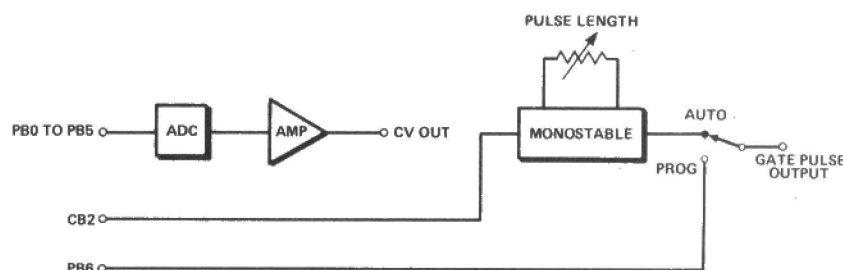 PULSE LENGTH
PB0 TO PB5
ADC
AMP
CV OUT
MONOSTABLE
AUTO
PROG
GATE PULSE
OUTPUT
CB2
PB6